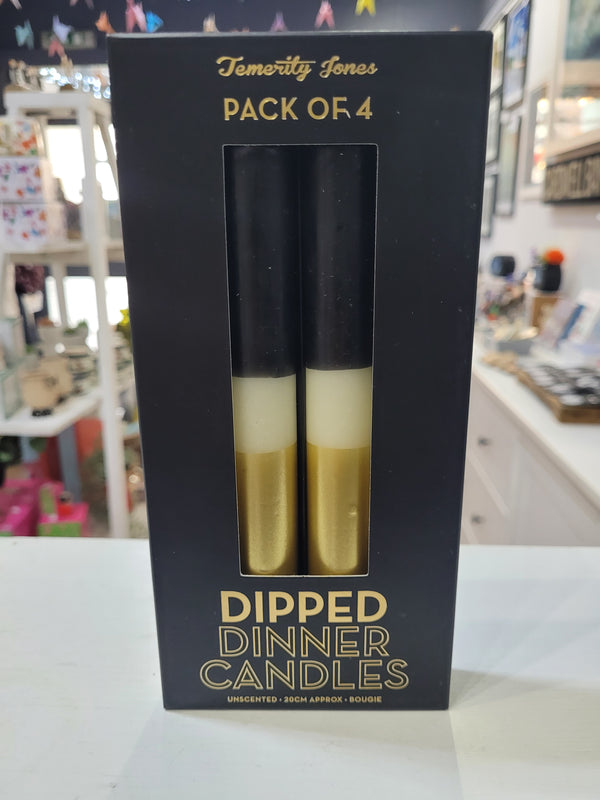 Temerity Jones
PACK OF 4
DIPPED
DINNER
CANDLES
UNSCENTED • 20CM APPROX • BOUGIE